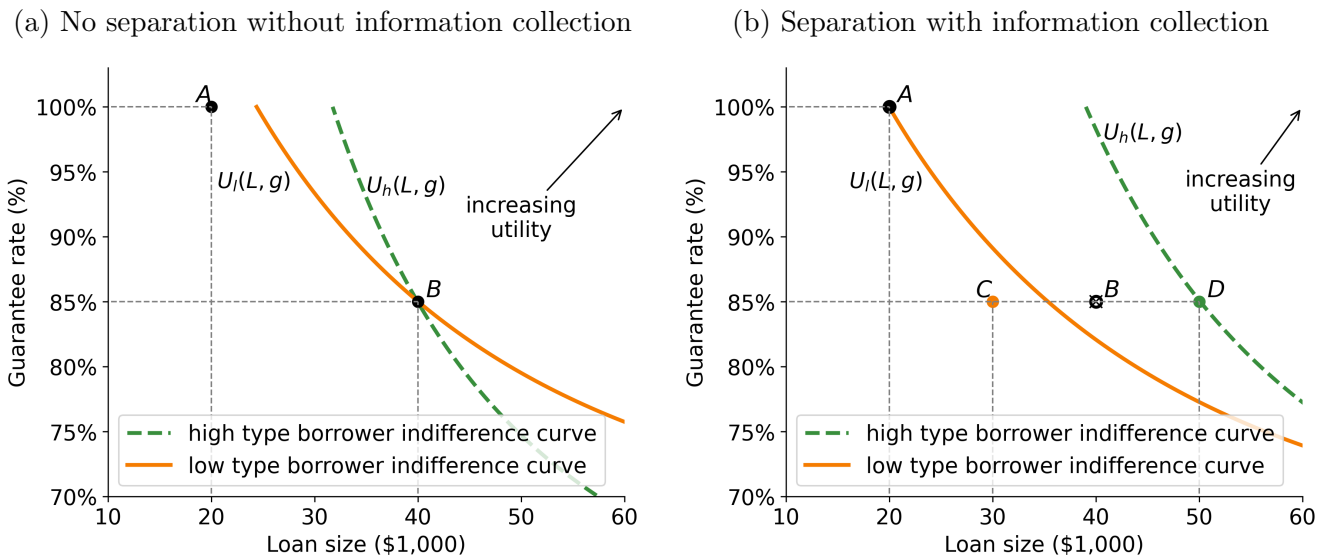 (a) No separation without information collection
100%
95%
90%
85%
80%
75%
70%
Guarantee rate (%)
A
U_l(L, g)
U_h(L, g)
increasing
utility
B
high type borrower indifference curve
low type borrower indifference curve
10 20 30 40 50 60
Loan size ($1,000)
(b) Separation with information collection
100%
95%
90%
85%
80%
75%
70%
Guarantee rate (%)
A
U_h(L, g)
U_l(L, g)
increasing
utility
C
B
D
high type borrower indifference curve
low type borrower indifference curve
10 20 30 40 50 60
Loan size ($1,000)